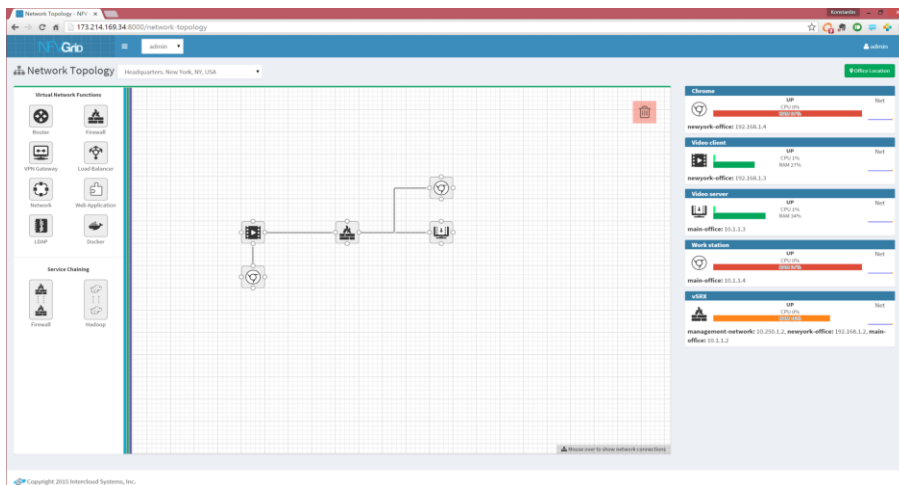 Network Topology - NFV
Konstantin
173.214.169.34:8000/network-topology
NFVGrid
admin
admin
Network Topology
Headquarters, New York, NY, USA
Office Location
Virtual Network Functions
Router
Firewall
VPN Gateway
Load Balancer
Network
Web Application
LDAP
Docker
Service Chaining
Firewall
Hadoop
Mouse over to show network connections
Chrome
UP
Net
CPU 0%
newyork-office: 192.168.1.4
Video client
UP
Net
CPU 1%
RAM 27%
newyork-office: 192.168.1.3
Video server
UP
Net
CPU 1%
RAM 34%
main-office: 10.1.1.3
Work station
UP
Net
CPU 0%
main-office: 10.1.1.4
vSRX
UP
Net
CPU 0%
management-network: 10.250.1.2, newyork-office: 192.168.1.2, main-
office: 10.1.1.2
Copyright 2015 Intercloud Systems, Inc.